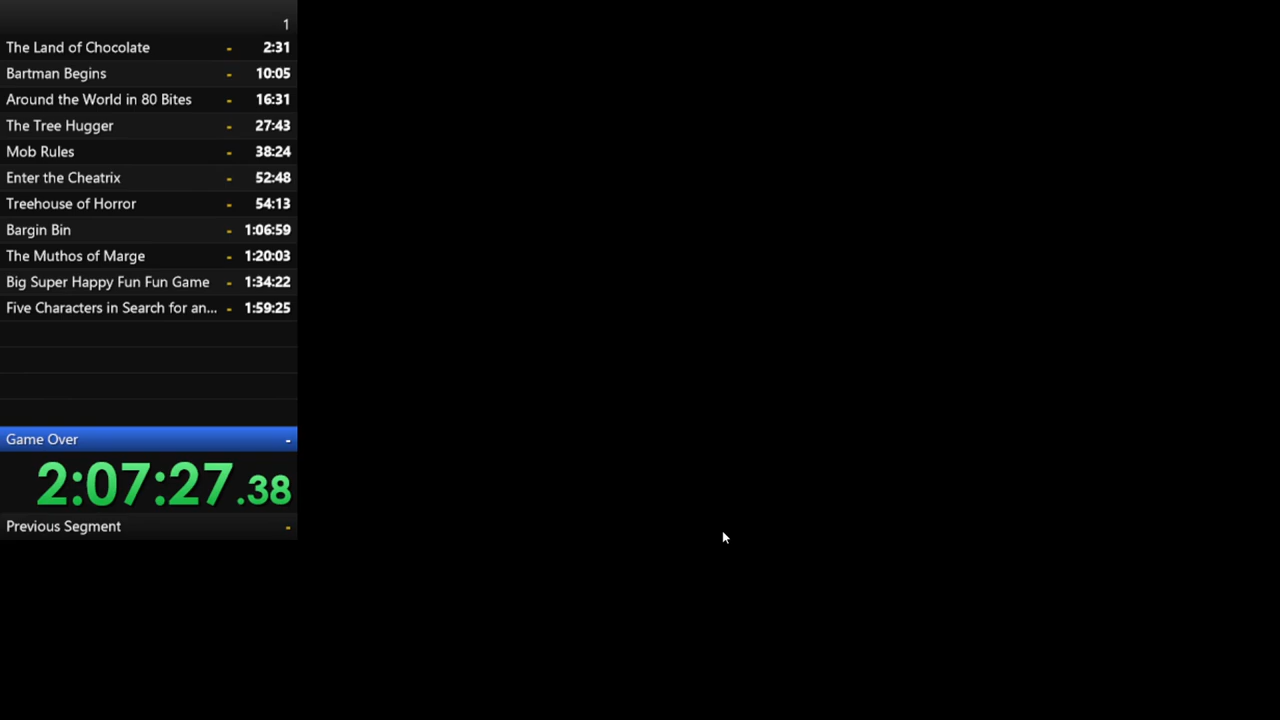 1
The Land of Chocolate - 2:31
Bartman Begins - 10:05
Around the World in 80 Bites - 16:31
The Tree Hugger - 27:43
Mob Rules - 38:24
Enter the Cheatrix - 52:48
Treehouse of Horror - 54:13
Bargin Bin - 1:06:59
The Muthos of Marge - 1:20:03
Big Super Happy Fun Fun Game - 1:34:22
Five Characters in Search for an... - 1:59:25
Game Over -
2:07:27.38
Previous Segment -